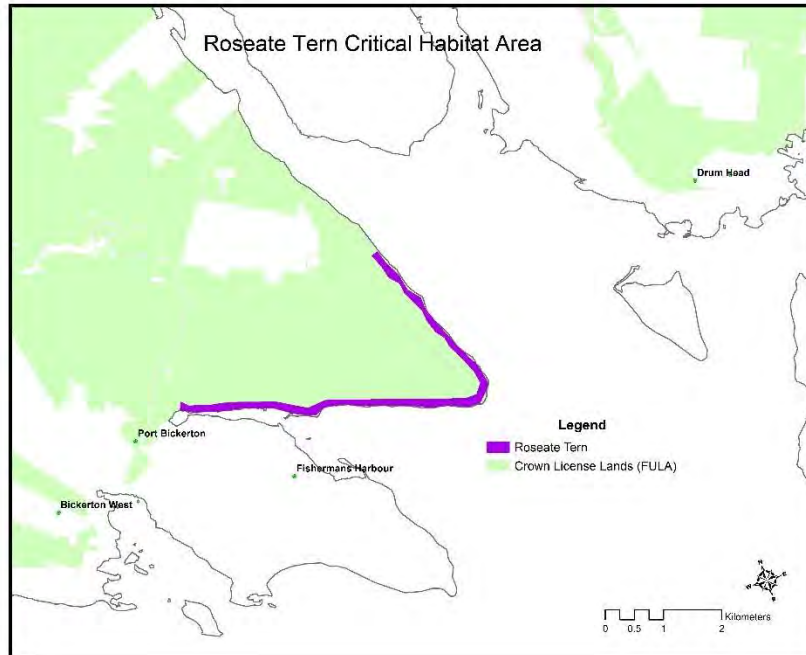 Roseate Tern Critical Habitat Area
Drum Head
Port Bickerton
Fishermans Harbour
Bickerton West
Legend
Roseate Tern
Crown License Lands (FULA)
N
E
S
W
Kilometers
0 0.5 1 2